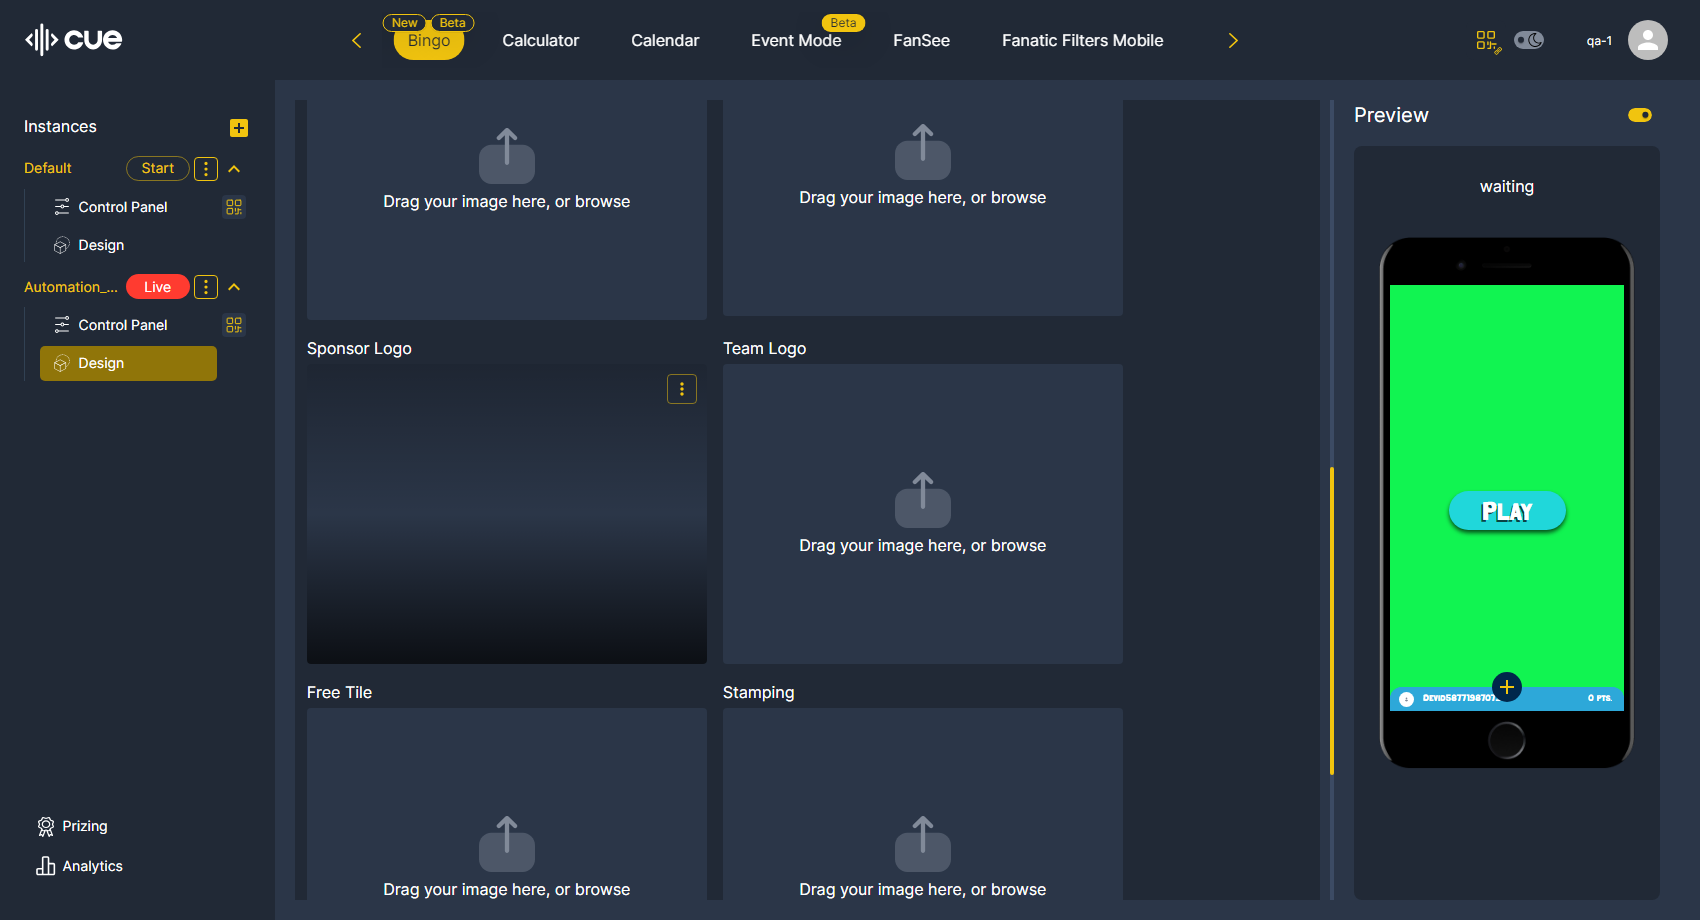 cue
New
Beta
Bingo
Calculator
Calendar
Beta
Event Mode
FanSee
Fanatic Filters Mobile
qa-1
Instances
Default
Start
Control Panel
Design
Automation_...
Live
Control Panel
Design
Prizing
Analytics
Drag your image here, or browse
Drag your image here, or browse
Sponsor Logo
Team Logo
Drag your image here, or browse
Free Tile
Stamping
Drag your image here, or browse
Drag your image here, or browse
Preview
waiting
PLAY
0 PTS.